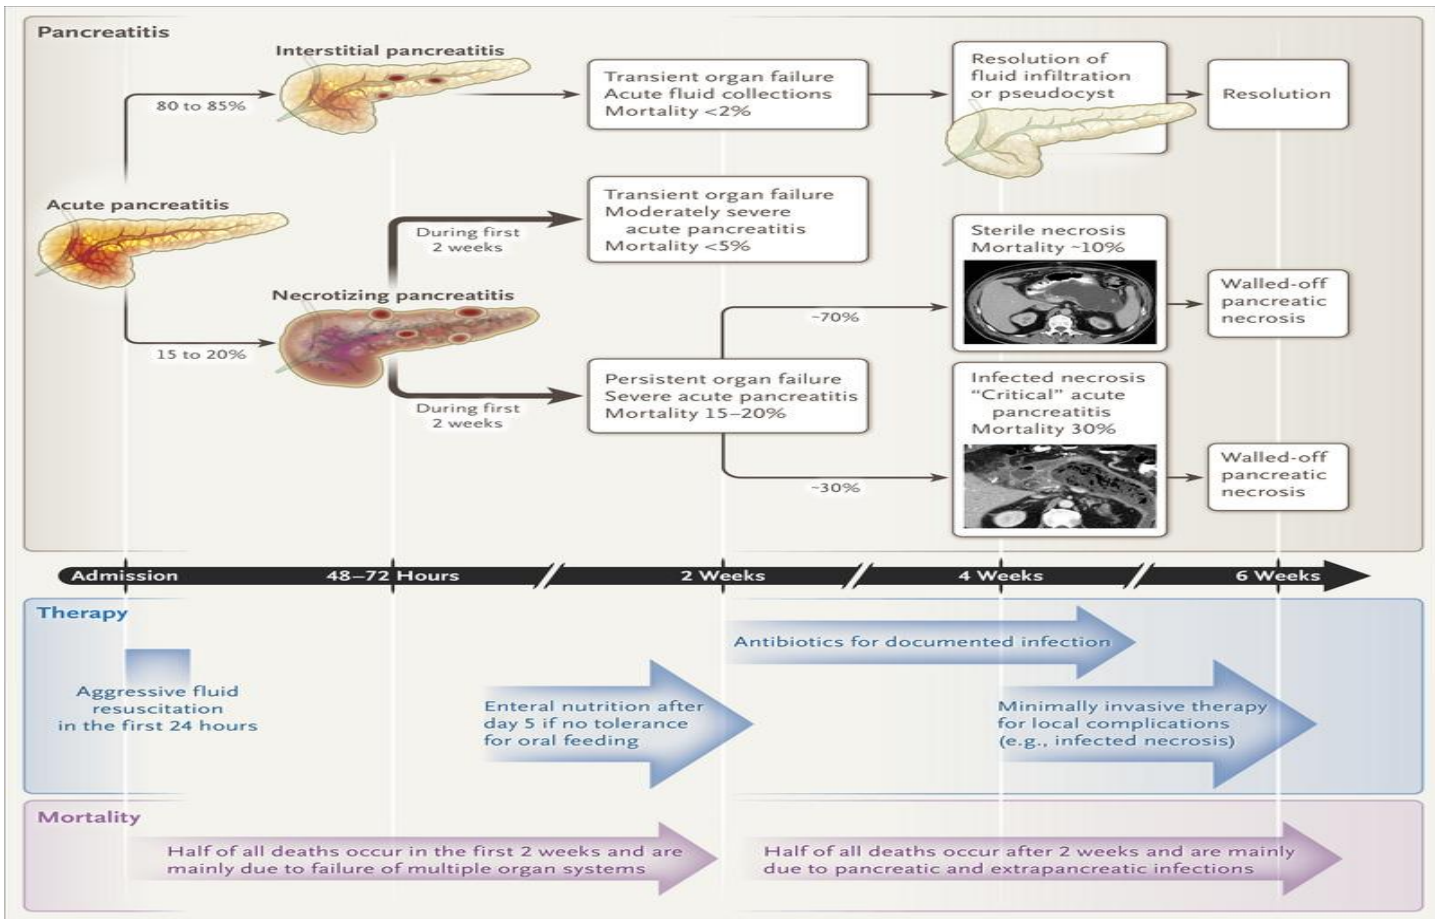 Pancreatitis
Interstitial pancreatitis
80 to 85%
Transient organ failure
Acute fluid collections
Mortality <2%
Resolution of
fluid infiltration
or pseudocyst
Resolution
Acute pancreatitis
During first
2 weeks
Transient organ failure
Moderately severe
acute pancreatitis
Mortality <5%
Necrotizing pancreatitis
15 to 20%
During first
2 weeks
Persistent organ failure
Severe acute pancreatitis
Mortality 15–20%
~70%
Sterile necrosis
Mortality ~10%
Walled-off
pancreatic
necrosis
~30%
Infected necrosis
“Critical” acute
pancreatitis
Mortality 30%
Walled-off
pancreatic
necrosis
Admission 48–72 Hours 2 Weeks 4 Weeks 6 Weeks
Therapy
Aggressive fluid
resuscitation
in the first 24 hours
Enteral nutrition after
day 5 if no tolerance
for oral feeding
Antibiotics for documented infection
Minimally invasive therapy
for local complications
(e.g., infected necrosis)
Mortality
Half of all deaths occur in the first 2 weeks and are
mainly due to failure of multiple organ systems
Half of all deaths occur after 2 weeks and are mainly
due to pancreatic and extrapancreatic infections